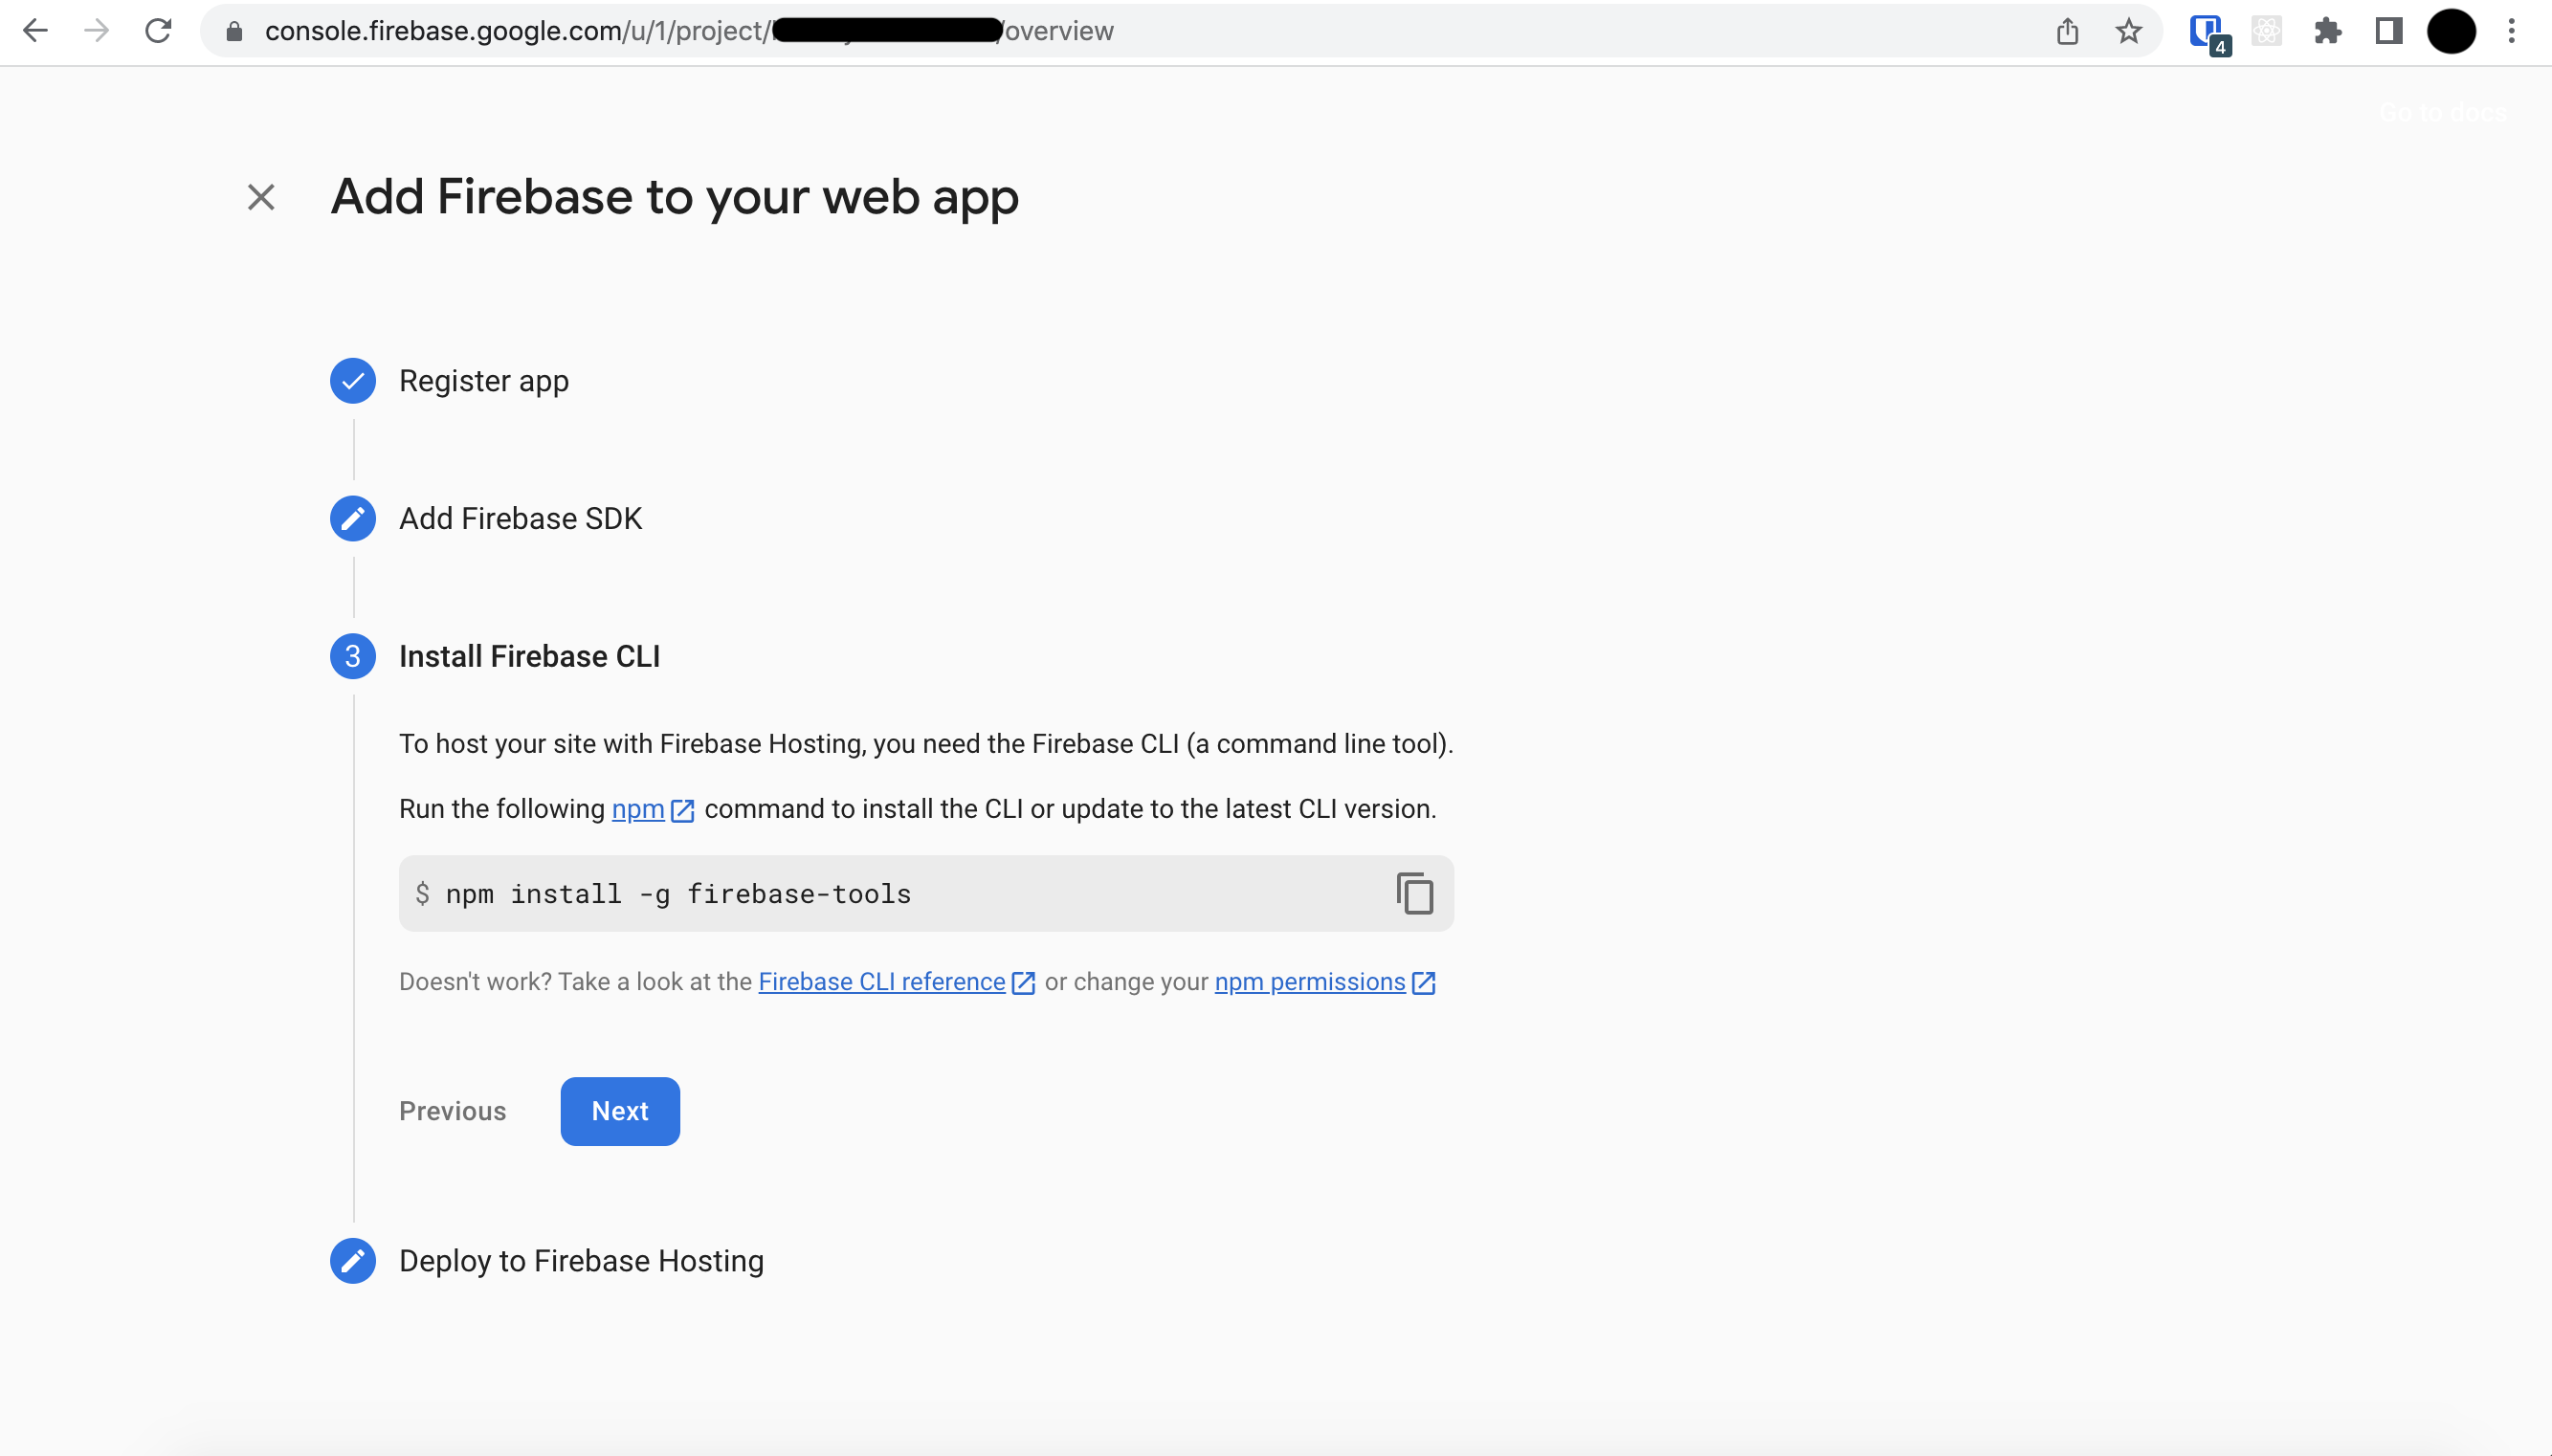 console.firebase.google.com/u/1/project/ /overview
4
Go to docs
Add Firebase to your web app
Register app
Add Firebase SDK
3 Install Firebase CLI
To host your site with Firebase Hosting, you need the Firebase CLI (a command line tool).
Run the following npm command to install the CLI or update to the latest CLI version.
$ npm install -g firebase-tools
Doesn't work? Take a look at the Firebase CLI reference or change your npm permissions
Previous Next
Deploy to Firebase Hosting